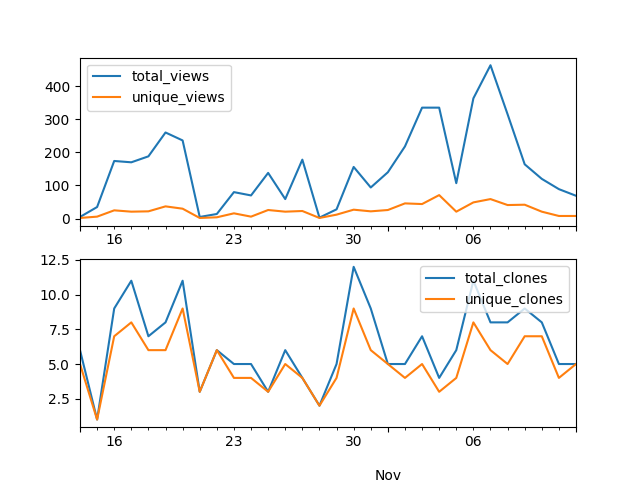 total_views
unique_views
400
300
200
100
0
16 23 30 06
total_clones
unique_clones
12.5
10.0
7.5
5.0
2.5
16 23 30 06
Nov